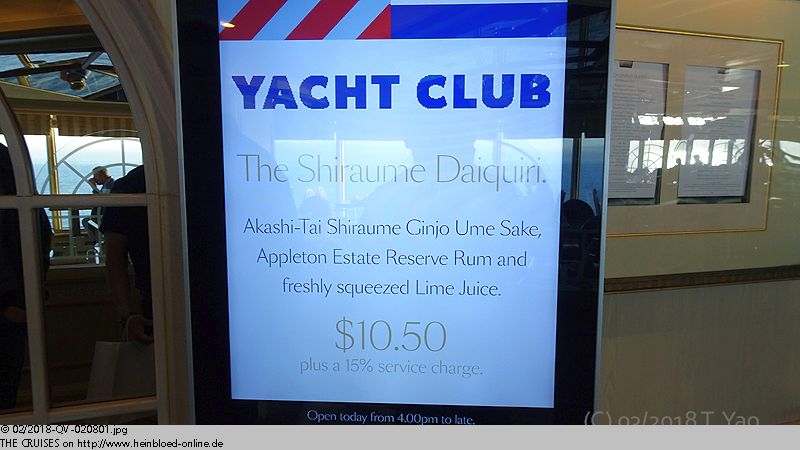 YACHT CLUB
The Shiraume Daiquiri.
Akashi-Tai Shiraume Ginjo Ume Sake,
Appleton Estate Reserve Rum and
freshly squeezed Lime Juice.
$10.50
plus a 15% service charge.
Open today from 4.00pm to late.
(C) 02/2018 T. Yao
© 02/2018-QV-020801.jpg
THE CRUISES on http://www.heinbloed-online.de